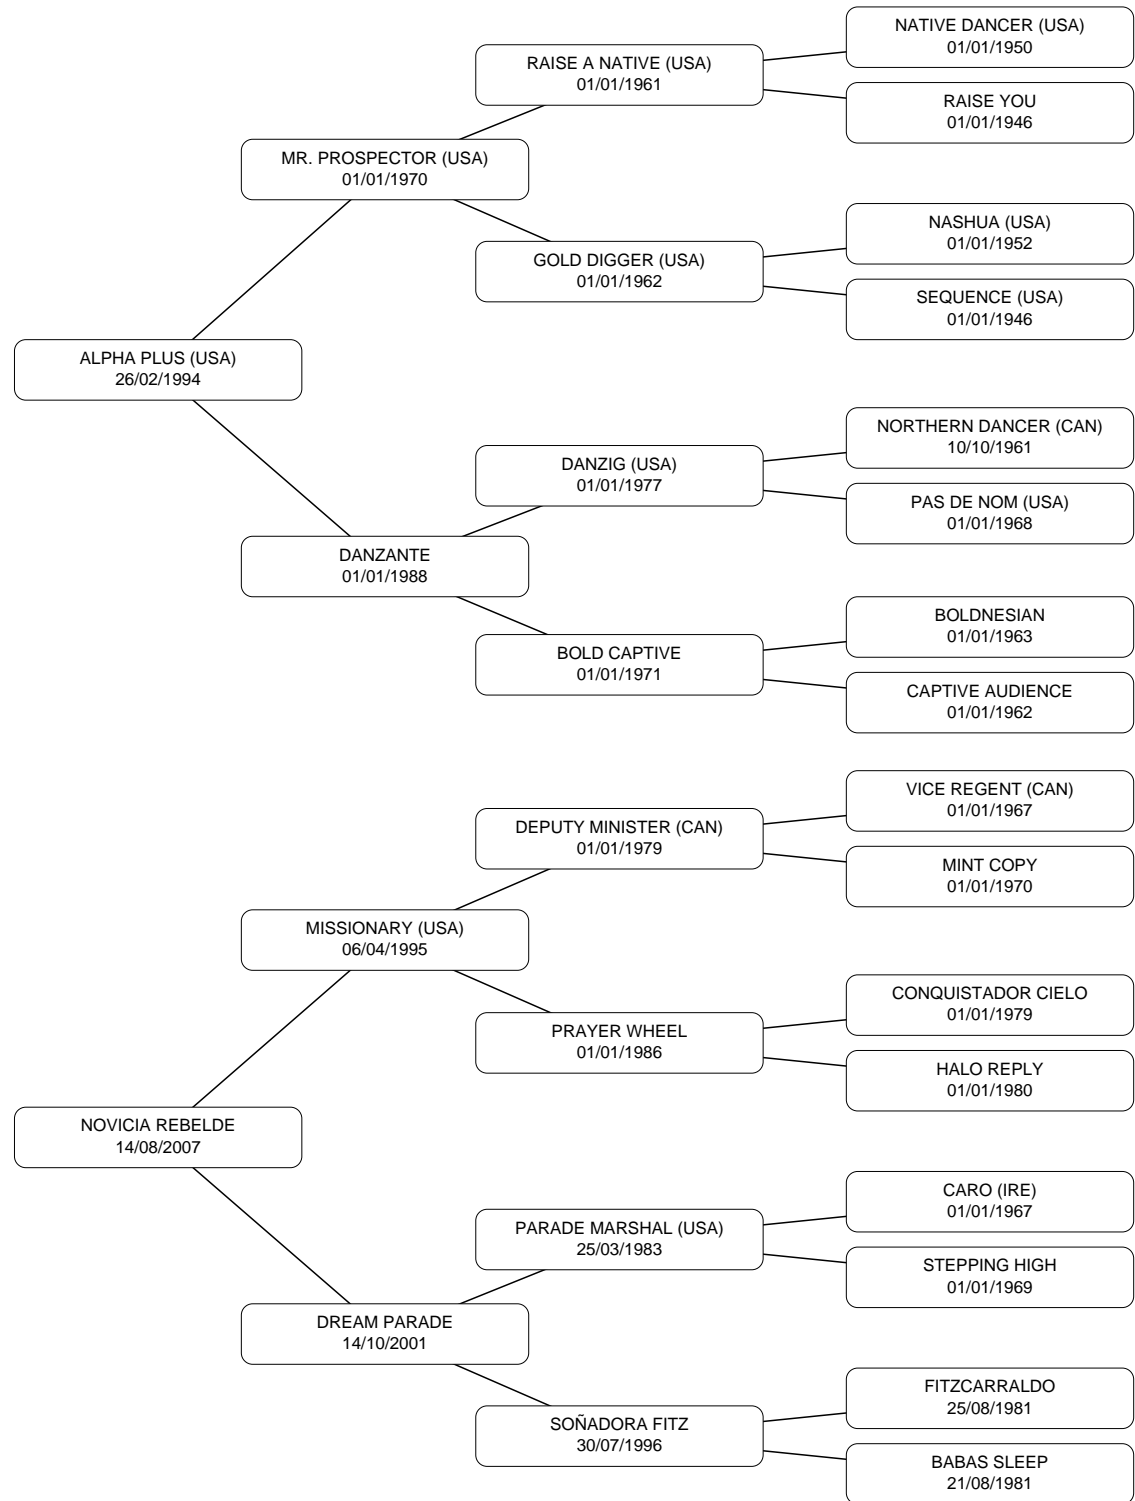 NATIVE DANCER (USA)
01/01/1950
RAISE A NATIVE (USA)
01/01/1961
RAISE YOU
01/01/1946
MR. PROSPECTOR (USA)
01/01/1970
NASHUA (USA)
01/01/1952
GOLD DIGGER (USA)
01/01/1962
SEQUENCE (USA)
01/01/1946
ALPHA PLUS (USA)
26/02/1994
NORTHERN DANCER (CAN)
10/10/1961
DANZIG (USA)
01/01/1977
PAS DE NOM (USA)
01/01/1968
DANZANTE
01/01/1988
BOLDNESIAN
01/01/1963
BOLD CAPTIVE
01/01/1971
CAPTIVE AUDIENCE
01/01/1962
VICE REGENT (CAN)
01/01/1967
DEPUTY MINISTER (CAN)
01/01/1979
MINT COPY
01/01/1970
MISSIONARY (USA)
06/04/1995
CONQUISTADOR CIELO
01/01/1979
PRAYER WHEEL
01/01/1986
HALO REPLY
01/01/1980
NOVICIA REBELDE
14/08/2007
CARO (IRE)
01/01/1967
PARADE MARSHAL (USA)
25/03/1983
STEPPING HIGH
01/01/1969
DREAM PARADE
14/10/2001
FITZCARRALDO
25/08/1981
SOÑADORA FITZ
30/07/1996
BABAS SLEEP
21/08/1981